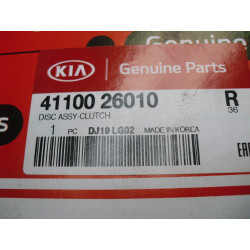 Genuine
KIA Genuine Parts
41100 26010 R
36
DISC ASSY-CLUTCH
1 PC DJ19 LG02 MADE IN KOREA